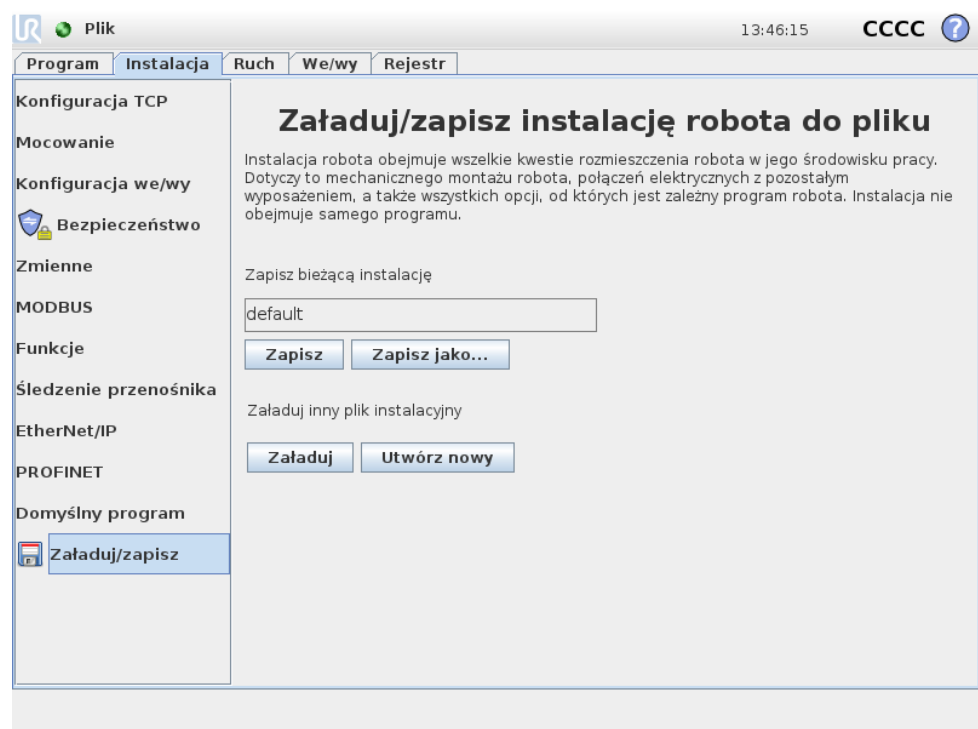 UR Plik 13:46:15 CCCC ?
Program Instalacja Ruch We/wy Rejestr
Konfiguracja TCP
Mocowanie
Konfiguracja we/wy
Bezpieczeństwo
Zmienne
MODBUS
Funkcje
Śledzenie przenośnika
EtherNet/IP
PROFINET
Domyślny program
Załaduj/zapisz
Załaduj/zapisz instalację robota do pliku
Instalacja robota obejmuje wszelkie kwestie rozmieszczenia robota w jego środowisku pracy.
Dotyczy to mechanicznego montażu robota, połączeń elektrycznych z pozostałym
wyposażeniem, a także wszystkich opcji, od których jest zależny program robota. Instalacja nie
obejmuje samego programu.
Zapisz bieżącą instalację
default
Zapisz Zapisz jako...
Załaduj inny plik instalacyjny
Załaduj Utwórz nowy